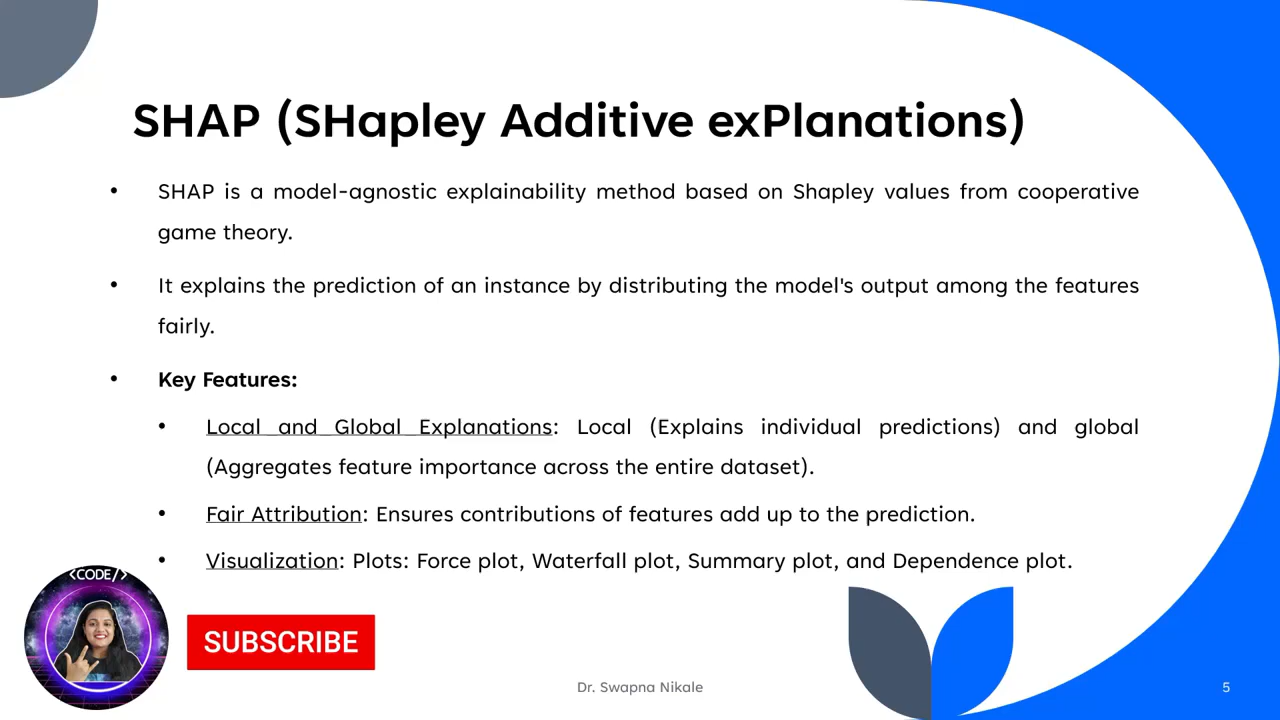 SHAP (SHapley Additive exPlanations)
• SHAP is a model-agnostic explainability method based on Shapley values from cooperative
game theory.
• It explains the prediction of an instance by distributing the model's output among the features
fairly.
• Key Features:
• Local and Global Explanations: Local (Explains individual predictions) and global
(Aggregates feature importance across the entire dataset).
• Fair Attribution: Ensures contributions of features add up to the prediction.
• Visualization: Plots: Force plot, Waterfall plot, Summary plot, and Dependence plot.
<CODE/>
SUBSCRIBE
Dr. Swapna Nikale
5